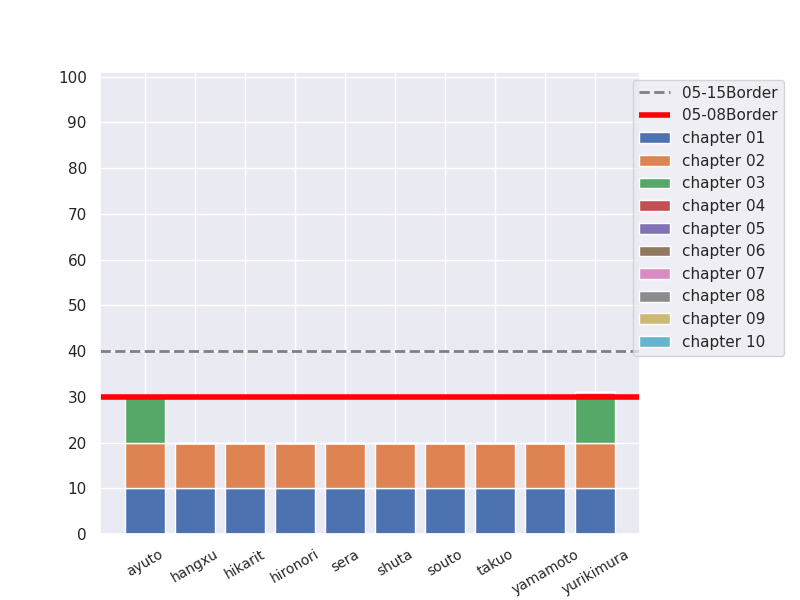 100
90
80
70
60
50
40
30
20
10
0
ayuto
hangxu
hikarit
hironori
sera
shuta
souto
takuo
yamamoto
yurikimura
05-15Border
05-08Border
chapter 01
chapter 02
chapter 03
chapter 04
chapter 05
chapter 06
chapter 07
chapter 08
chapter 09
chapter 10